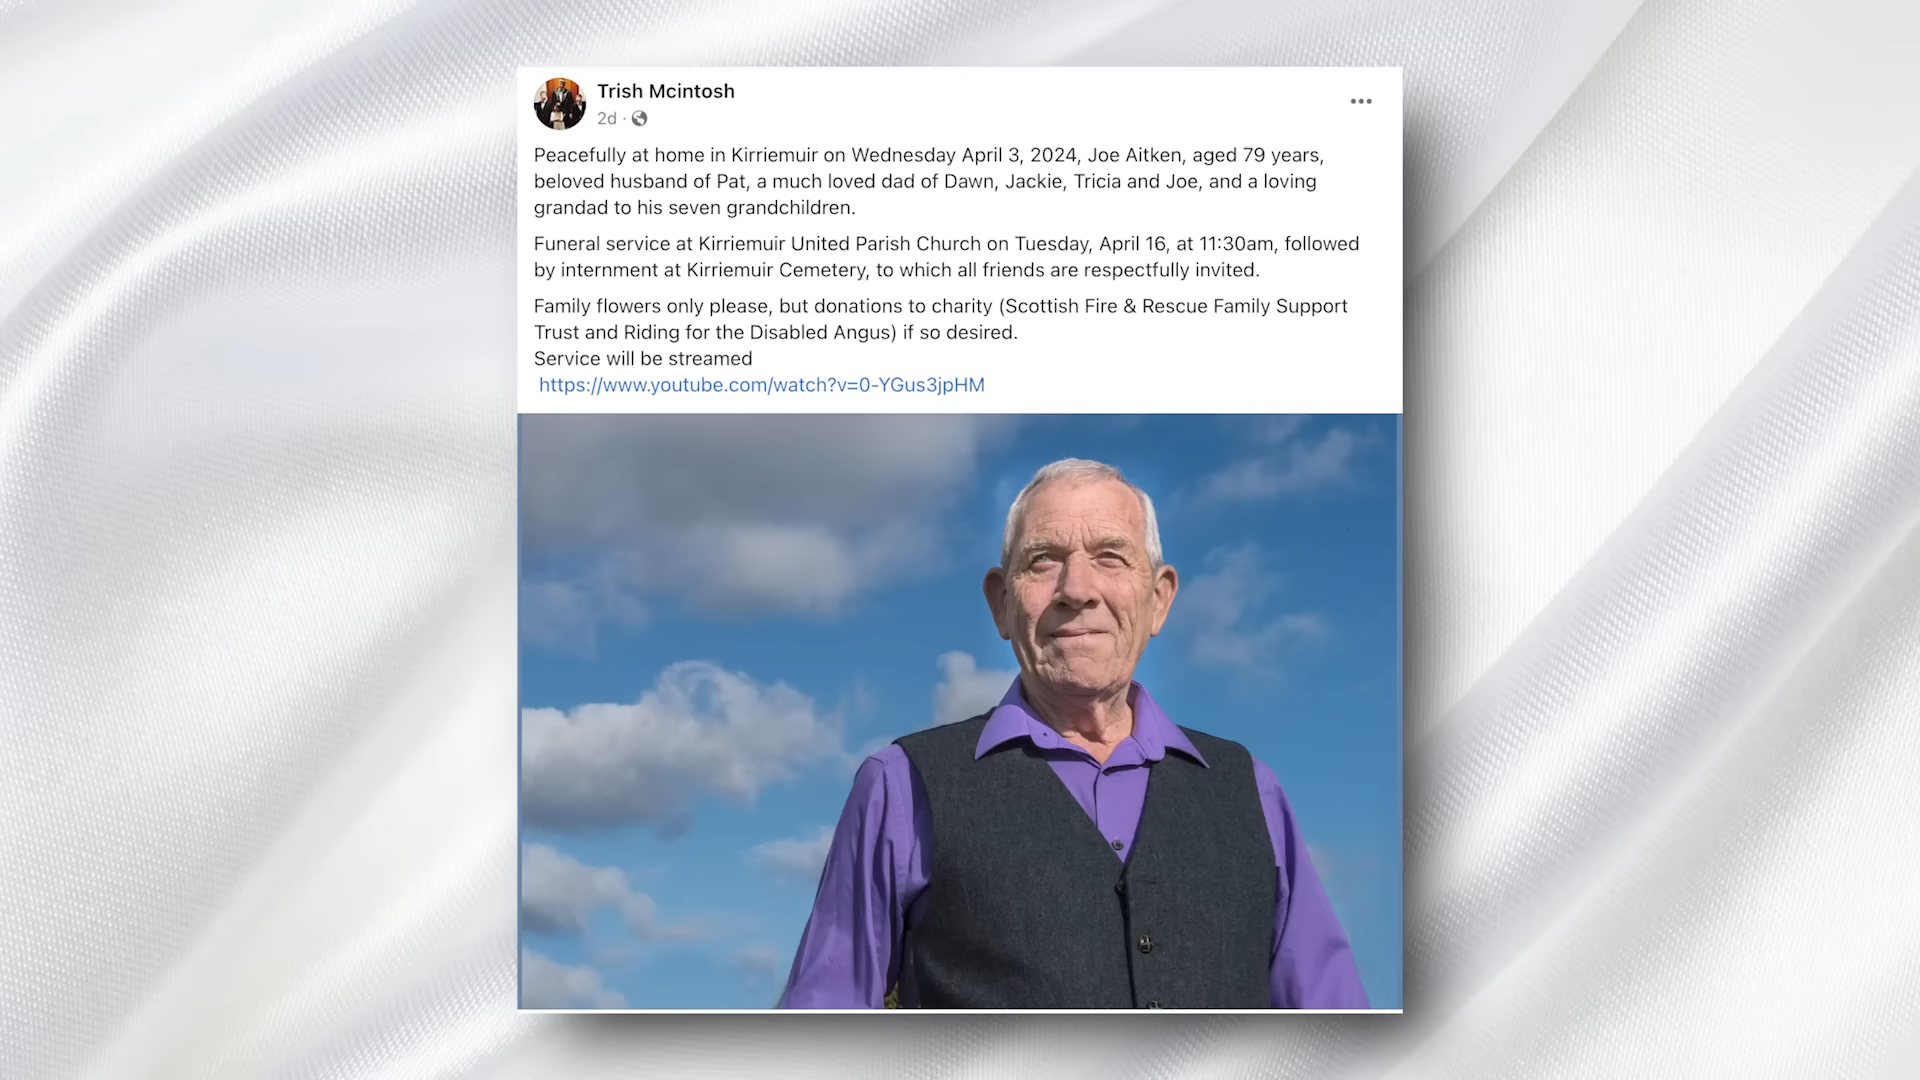 Trish Mcintosh
2d ·
Peacefully at home in Kirriemuir on Wednesday April 3, 2024, Joe Aitken, aged 79 years,
beloved husband of Pat, a much loved dad of Dawn, Jackie, Tricia and Joe, and a loving
grandad to his seven grandchildren.
Funeral service at Kirriemuir United Parish Church on Tuesday, April 16, at 11:30am, followed
by internment at Kirriemuir Cemetery, to which all friends are respectfully invited.
Family flowers only please, but donations to charity (Scottish Fire & Rescue Family Support
Trust and Riding for the Disabled Angus) if so desired.
Service will be streamed
https://www.youtube.com/watch?v=0-YGus3jpHM